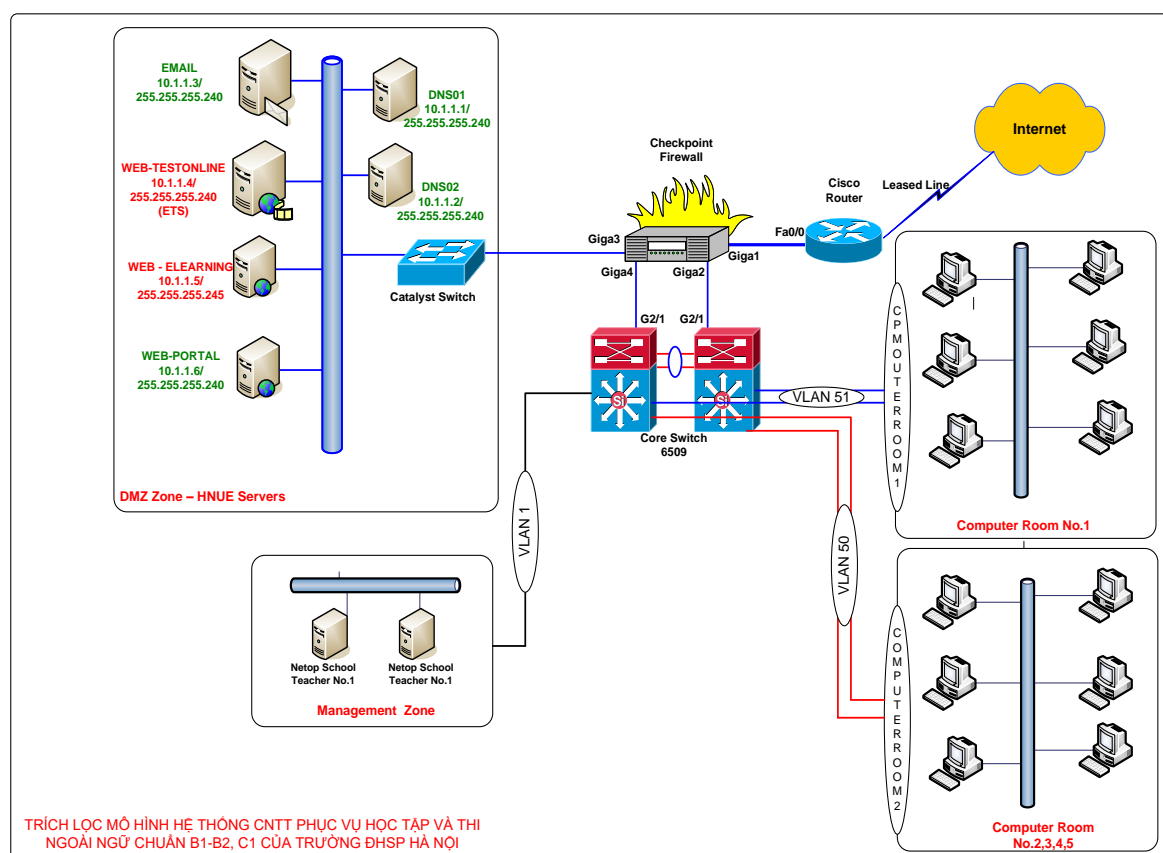 EMAIL
10.1.1.3/
255.255.255.240
DNS01
10.1.1.1/
255.255.255.240
WEB-TESTONLINE
10.1.1.4/
255.255.255.240
(ETS)
DNS02
10.1.1.2/
255.255.255.240
WEB - ELEARNING
10.1.1.5/
255.255.255.245
Catalyst Switch
WEB-PORTAL
10.1.1.6/
255.255.255.240
DMZ Zone – HNUE Servers
Checkpoint
Firewall
Giga3
Giga4
Giga2
Giga1
Fa0/0
Cisco
Router
Leased Line
Internet
G2/1
G2/1
Si
Si
Core Switch
6509
VLAN 51
VLAN 50
VLAN 1
CPMOUTERROOM1
Computer Room No.1
COMPUTERROOM2
Computer Room
No.2,3,4,5
Netop School
Teacher No.1
Netop School
Teacher No.1
Management Zone
TRÍCH LỌC MÔ HÌNH HỆ THỐNG CNTT PHỤC VỤ HỌC TẬP VÀ THI
NGOÀI NGỮ CHUẨN B1-B2, C1 CỦA TRƯỜNG ĐHSP HÀ NỘI